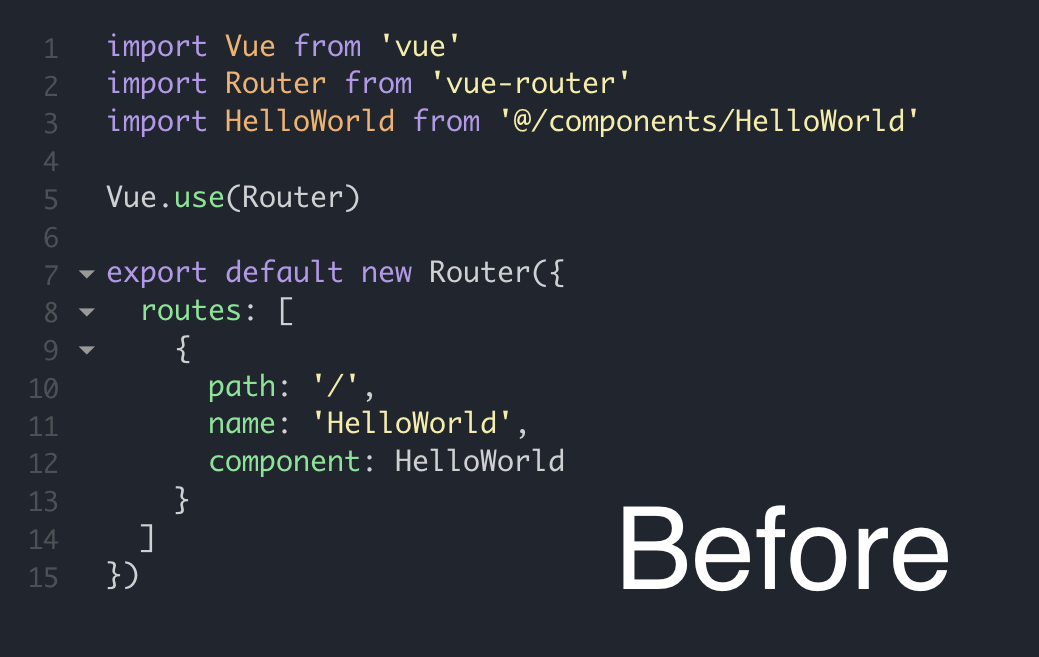 1 import Vue from 'vue'
2 import Router from 'vue-router'
3 import HelloWorld from '@/components/HelloWorld'
4
5 Vue.use(Router)
6
7 export default new Router({
8   routes: [
9     {
10       path: '/',
11       name: 'HelloWorld',
12       component: HelloWorld
13     }
14   ]
15 })
Before